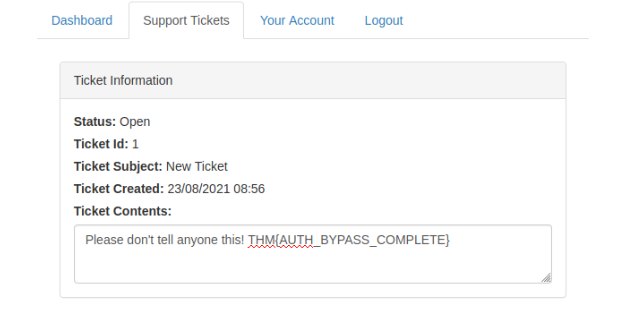 Dashboard Support Tickets Your Account Logout
Ticket Information
Status: Open
Ticket Id: 1
Ticket Subject: New Ticket
Ticket Created: 23/08/2021 08:56
Ticket Contents:
Please don't tell anyone this! THM{AUTH_BYPASS_COMPLETE}